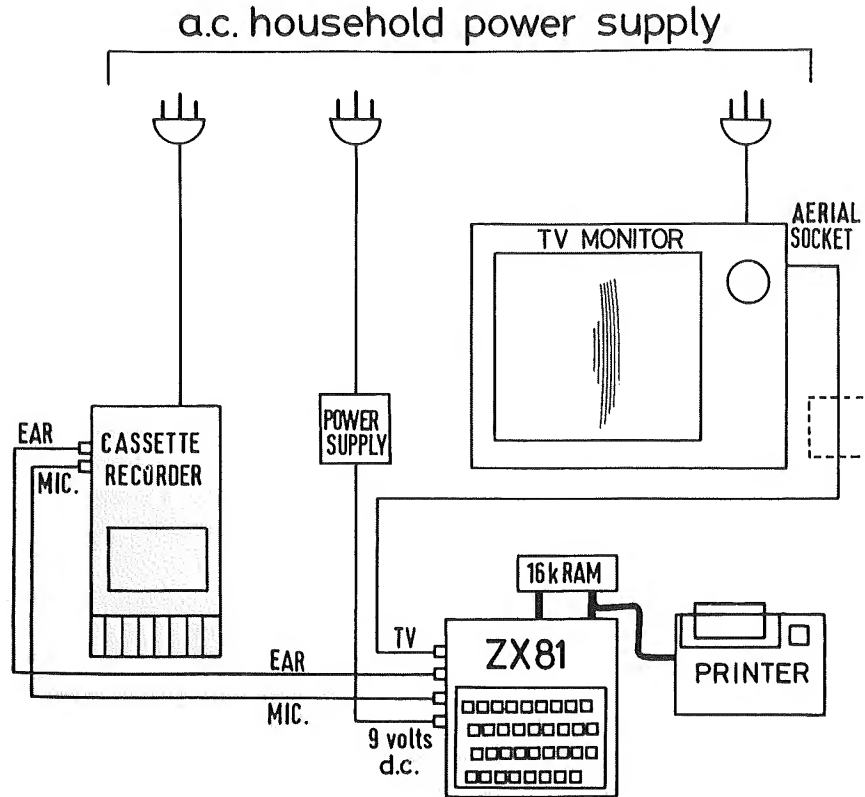 a.c. household power supply
AERIAL
SOCKET
TV MONITOR
POWER
SUPPLY
EAR
CASSETTE
RECORDER
MIC.
16k RAM
TV
ZX81
EAR
PRINTER
MIC.
9 volts
d.c.